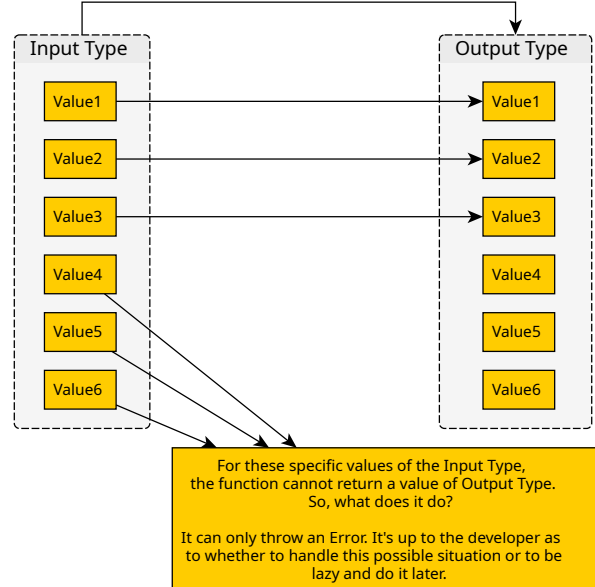 Input Type
Output Type
Value1
Value1
Value2
Value2
Value3
Value3
Value4
Value4
Value5
Value5
Value6
Value6
For these specific values of the Input Type,
the function cannot return a value of Output Type.
So, what does it do?
It can only throw an Error. It's up to the developer as
to whether to handle this possible situation or to be
lazy and do it later.